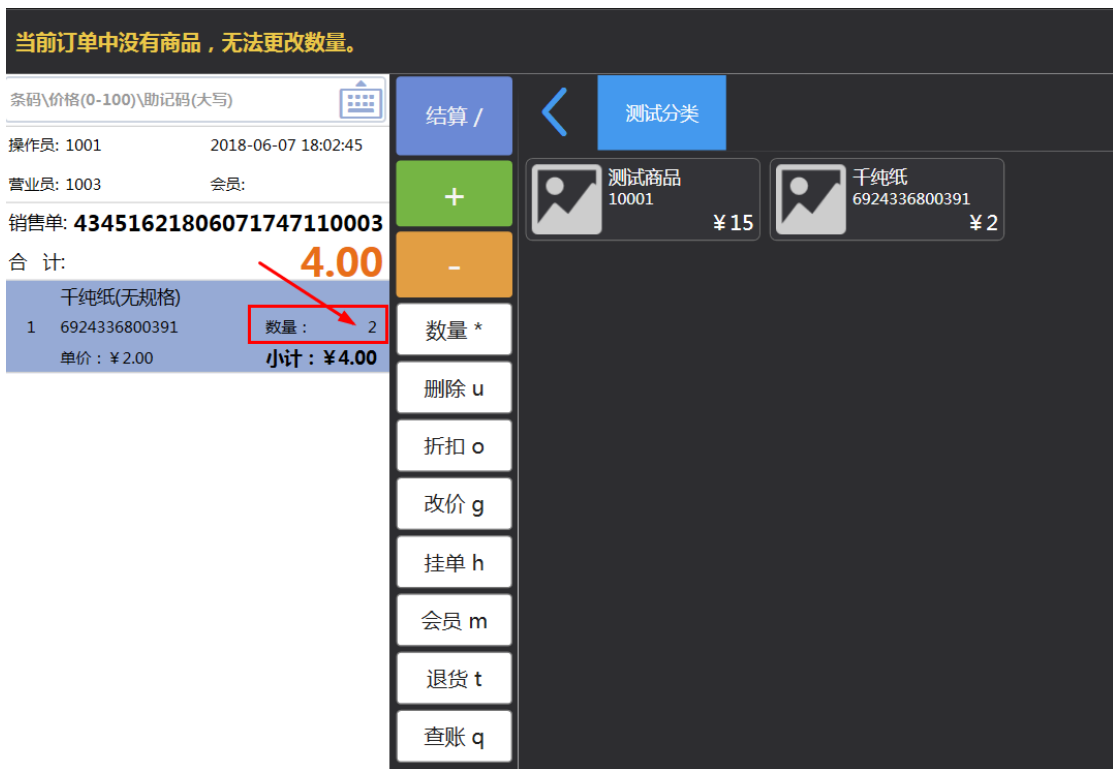 当前订单中没有商品，无法更改数量。
条码\价格(0-100)\助记码(大写)
操作员: 1001 2018-06-07 18:02:45
营业员: 1003 会员:
销售单: 4345162180607174711​0003
合 计: 4.00
千纯纸(无规格)
1 6924336800391 数量： 2
单价：¥2.00 小计：¥4.00
结算 /
+
-
数量 *
删除 u
折扣 o
改价 g
挂单 h
会员 m
退货 t
查账 q
测试分类
测试商品
10001
¥15
千纯纸
6924336800391
¥2